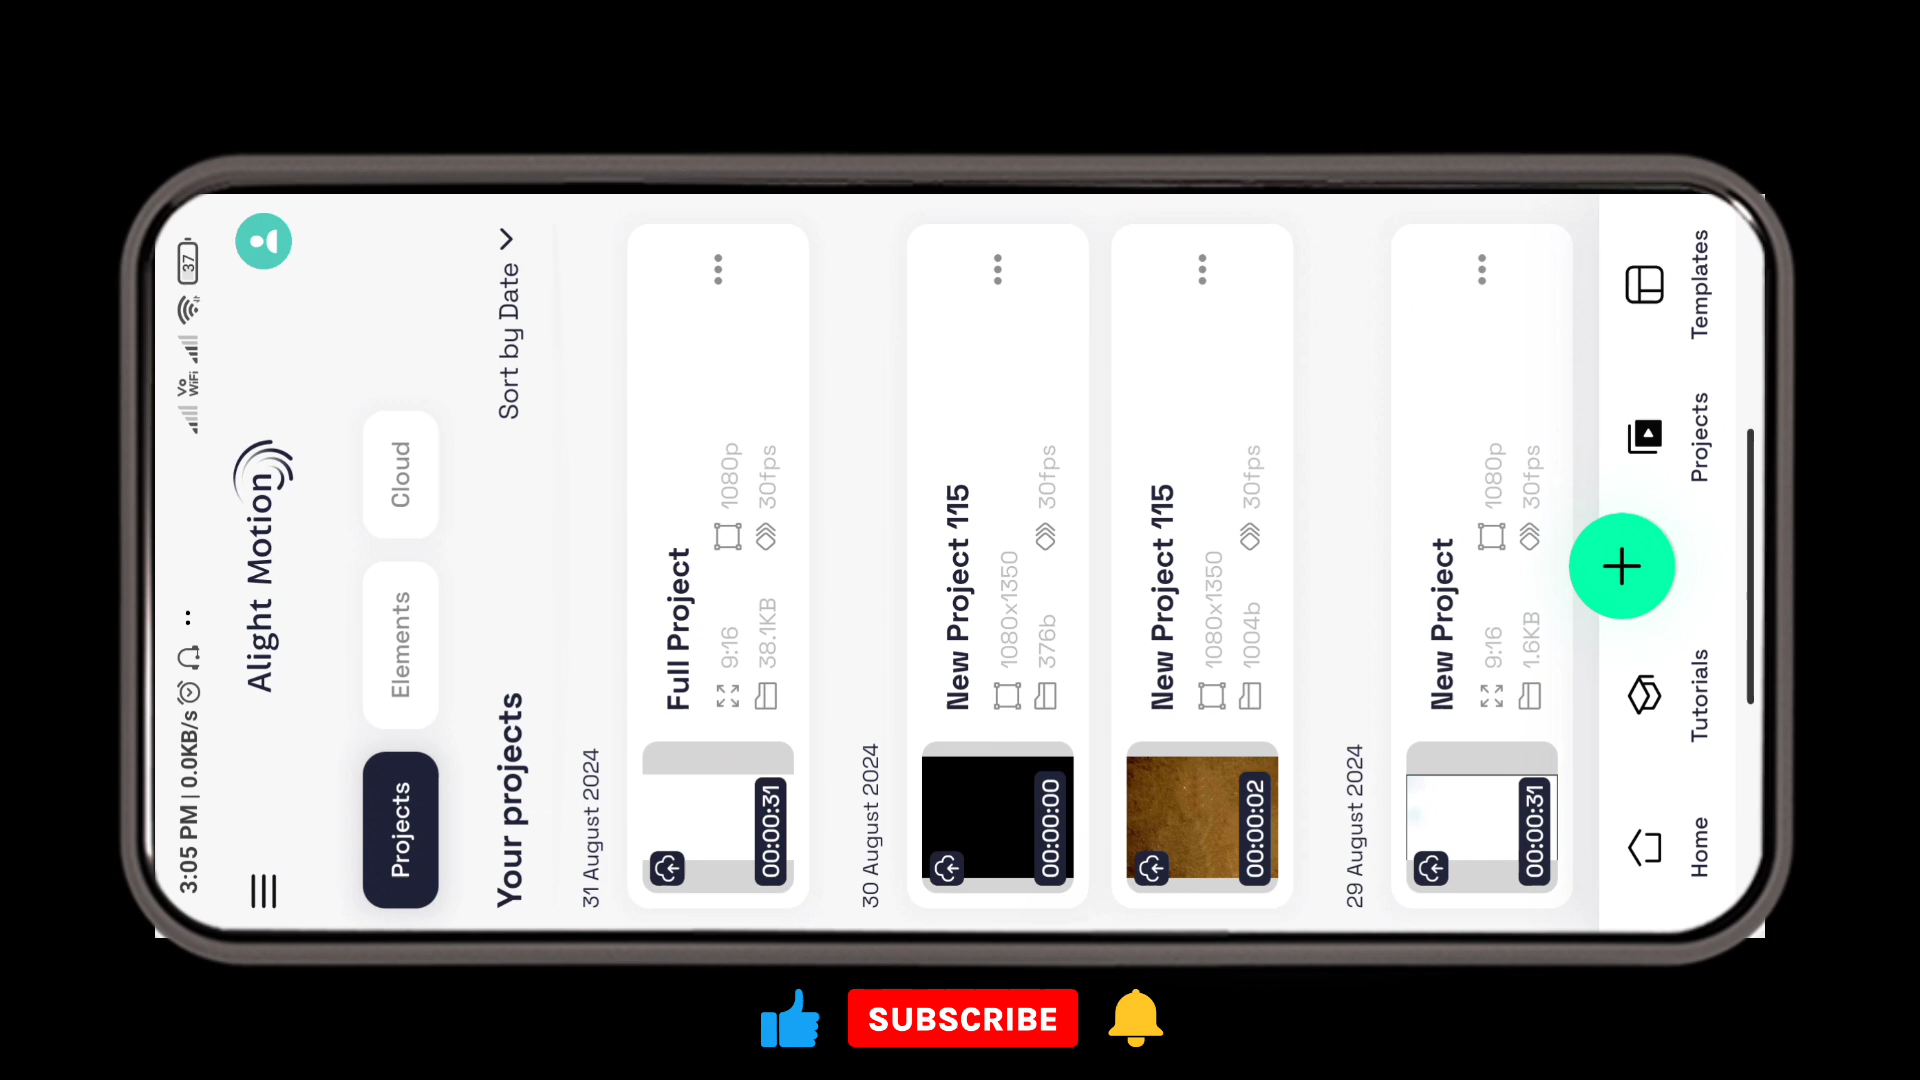 3:05 PM | 0.0KB/s
Vo
WiFi
37
Alight Motion
Projects
Elements
Cloud
Your projects
Sort by Date
31 August 2024
Full Project
9:16
1080p
38.1KB
30fps
00:00:31
30 August 2024
New Project 115
1080x1350
376b
30fps
00:00:00
New Project 115
1080x1350
1004b
30fps
00:00:02
29 August 2024
New Project
9:16
1080p
1.6KB
30fps
00:00:31
Home
Tutorials
Projects
Templates
SUBSCRIBE